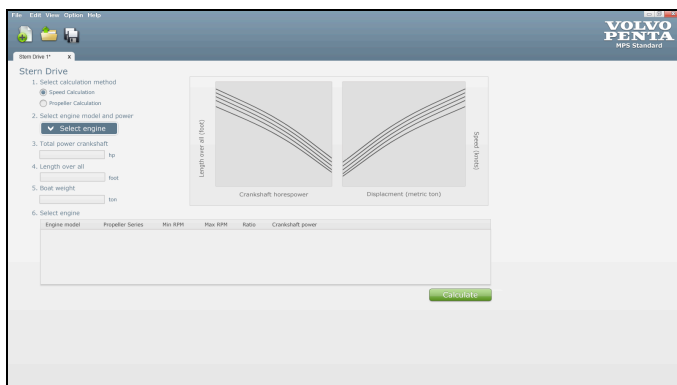 File Edit View Option Help
VOLVO
PENTA
MPS Standard
Stern Drive 1* x
Stern Drive
1. Select calculation method
Speed Calculation
Propeller Calculation
2. Select engine model and power
Select engine
3. Total power crankshaft
hp
4. Length over all
foot
5. Boat weight
ton
Length over all (foot)
Crankshaft horespower
Displacment (metric ton)
Speed (knots)
6. Select engine
Engine model Propeller Series Min RPM Max RPM Ratio Crankshaft power
Calculate